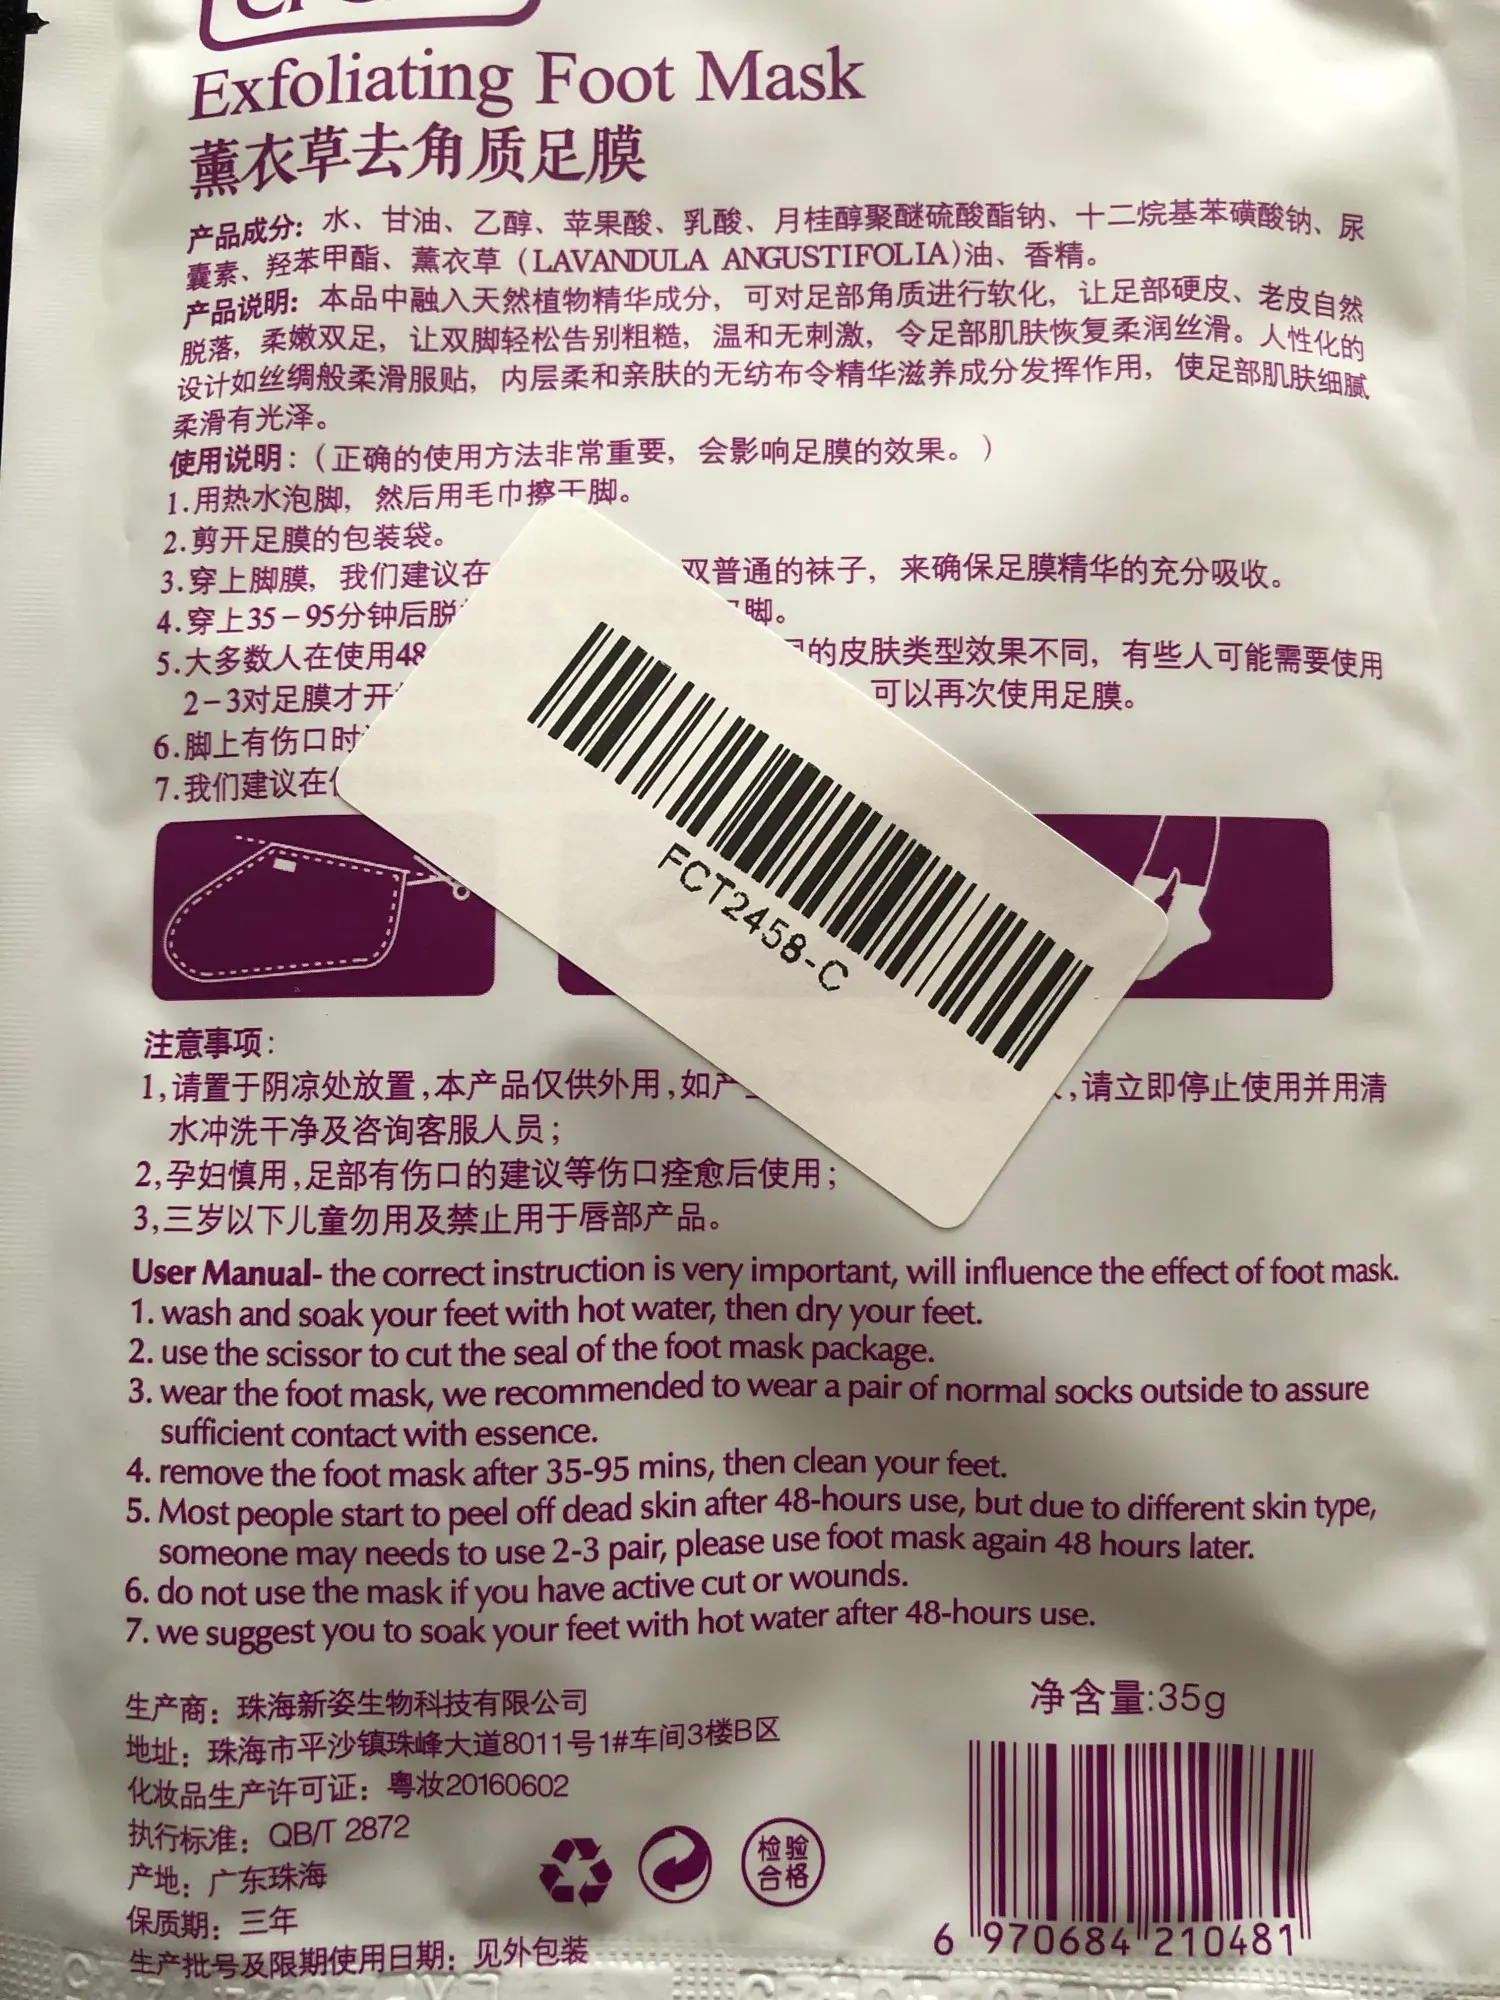 Exfoliating Foot Mask
薰衣草去角质足膜
产品成分：水、甘油、乙醇、苹果酸、乳酸、月桂醇聚醚硫酸酯钠、十二烷基苯磺酸钠、尿
囊素、羟苯甲酯、薰衣草（LAVANDULA ANGUSTIFOLIA)油、香精。
产品说明：本品中融入天然植物精华成分，可对足部角质进行软化，让足部硬皮、老皮自然
脱落，柔嫩双足，让双脚轻松告别粗糙，温和无刺激，令足部肌肤恢复柔润丝滑。人性化的
设计如丝绸般柔滑服贴，内层柔和亲肤的无纺布令精华滋养成分发挥作用，使足部肌肤细腻
柔滑有光泽。
使用说明：（正确的使用方法非常重要，会影响足膜的效果。）
1.用热水泡脚，然后用毛巾擦干脚。
2.剪开足膜的包装袋。
3.穿上脚膜，我们建议在 双普通的袜子，来确保足膜精华的充分吸收。
4.穿上35－95分钟后脱 脚。
5.大多数人在使用48 的皮肤类型效果不同，有些人可能需要使用
2－3对足膜才开 可以再次使用足膜。
6.脚上有伤口时
7.我们建议在
FCT2458-C
注意事项：
1,请置于阴凉处放置,本产品仅供外用,如产 ,请立即停止使用并用清
水冲洗干净及咨询客服人员；
2,孕妇慎用,足部有伤口的建议等伤口痊愈后使用；
3,三岁以下儿童勿用及禁止用于唇部产品。
User Manual- the correct instruction is very important, will influence the effect of foot mask.
1. wash and soak your feet with hot water, then dry your feet.
2. use the scissor to cut the seal of the foot mask package.
3. wear the foot mask, we recommended to wear a pair of normal socks outside to assure
sufficient contact with essence.
4. remove the foot mask after 35-95 mins, then clean your feet.
5. Most people start to peel off dead skin after 48-hours use, but due to different skin type,
someone may needs to use 2-3 pair, please use foot mask again 48 hours later.
6. do not use the mask if you have active cut or wounds.
7. we suggest you to soak your feet with hot water after 48-hours use.
生产商：珠海新姿生物科技有限公司
地址：珠海市平沙镇珠峰大道8011号1#车间3楼B区
化妆品生产许可证：粤妆20160602
执行标准：QB/T 2872
产地：广东珠海
保质期：三年
生产批号及限期使用日期：见外包装
检验
合格
净含量:35g
6 970684 210481